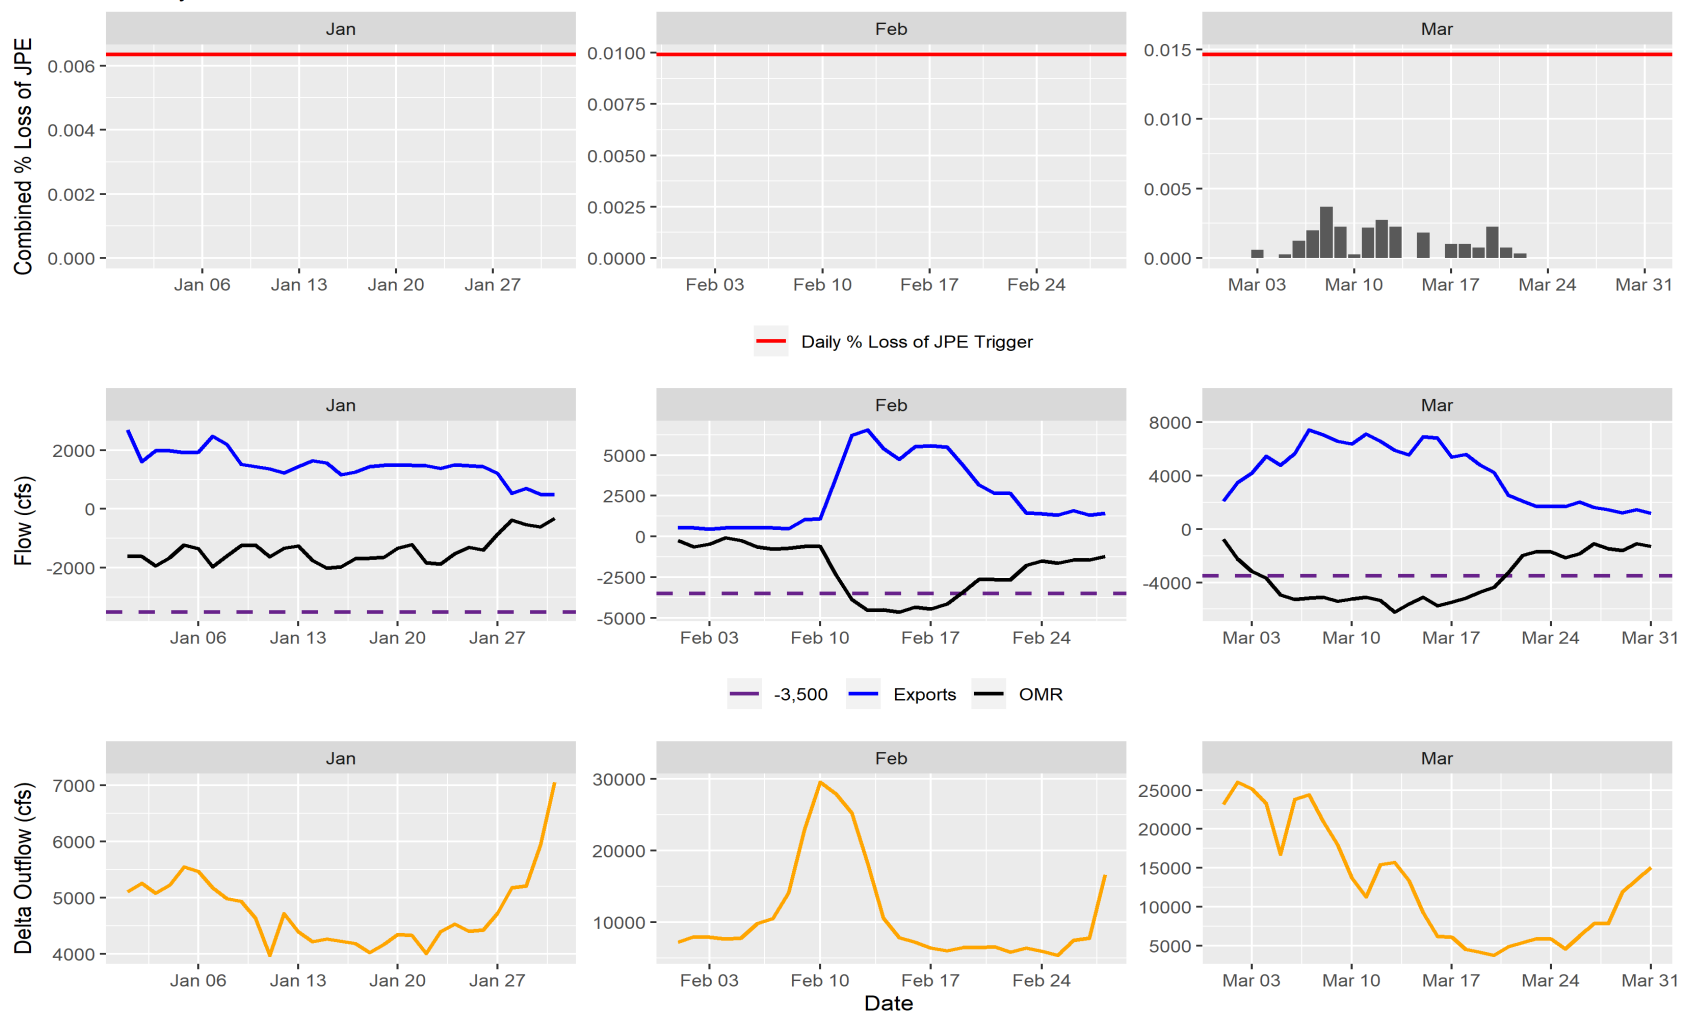 Jan
Feb
Mar
Combined % Loss of JPE
0.006
0.004
0.002
0.000
0.0100
0.0075
0.0050
0.0025
0.0000
0.015
0.010
0.005
0.000
Jan 06 Jan 13 Jan 20 Jan 27
Feb 03 Feb 10 Feb 17 Feb 24
Mar 03 Mar 10 Mar 17 Mar 24 Mar 31
Daily % Loss of JPE Trigger
Jan
Feb
Mar
Flow (cfs)
2000
0
-2000
5000
2500
0
-2500
-5000
8000
4000
0
-4000
Jan 06 Jan 13 Jan 20 Jan 27
Feb 03 Feb 10 Feb 17 Feb 24
Mar 03 Mar 10 Mar 17 Mar 24 Mar 31
-3,500 Exports OMR
Jan
Feb
Mar
Delta Outflow (cfs)
7000
6000
5000
4000
30000
20000
10000
25000
20000
15000
10000
5000
Jan 06 Jan 13 Jan 20 Jan 27
Feb 03 Feb 10 Feb 17 Feb 24
Mar 03 Mar 10 Mar 17 Mar 24 Mar 31
Date